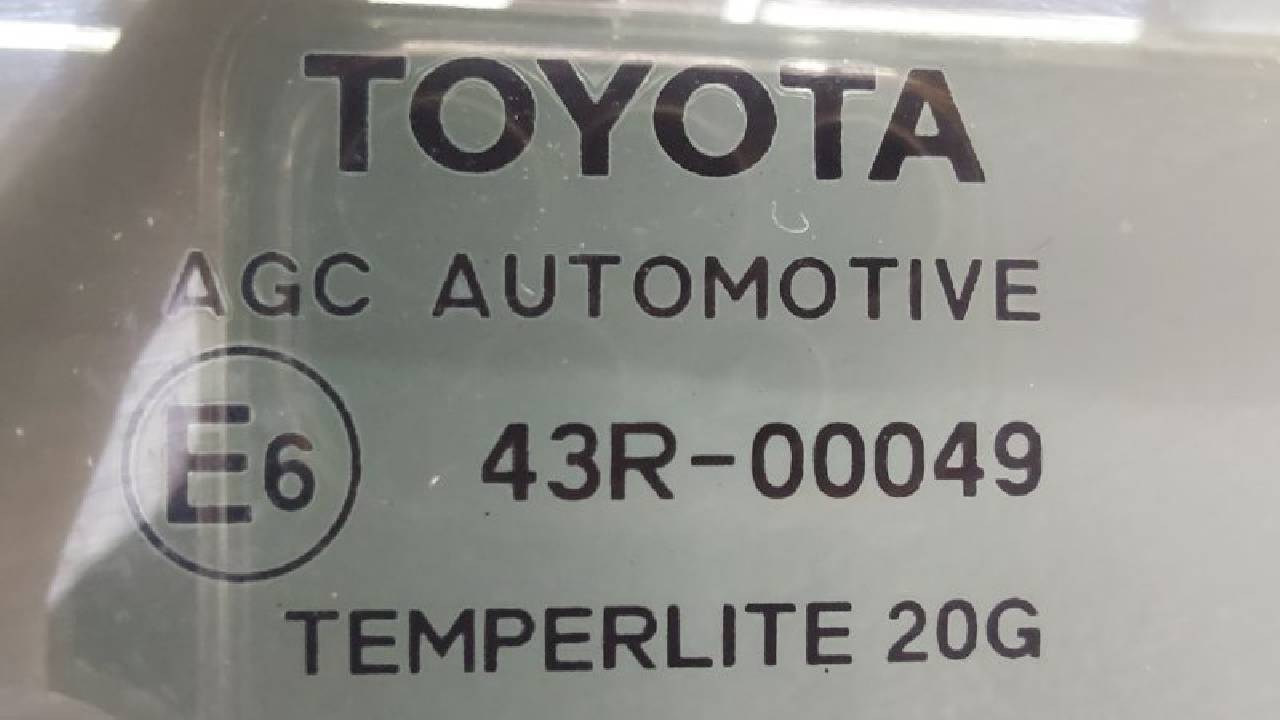 TOYOTA
AGC AUTOMOTIVE
E6 43R-00049
TEMPERLITE 20G